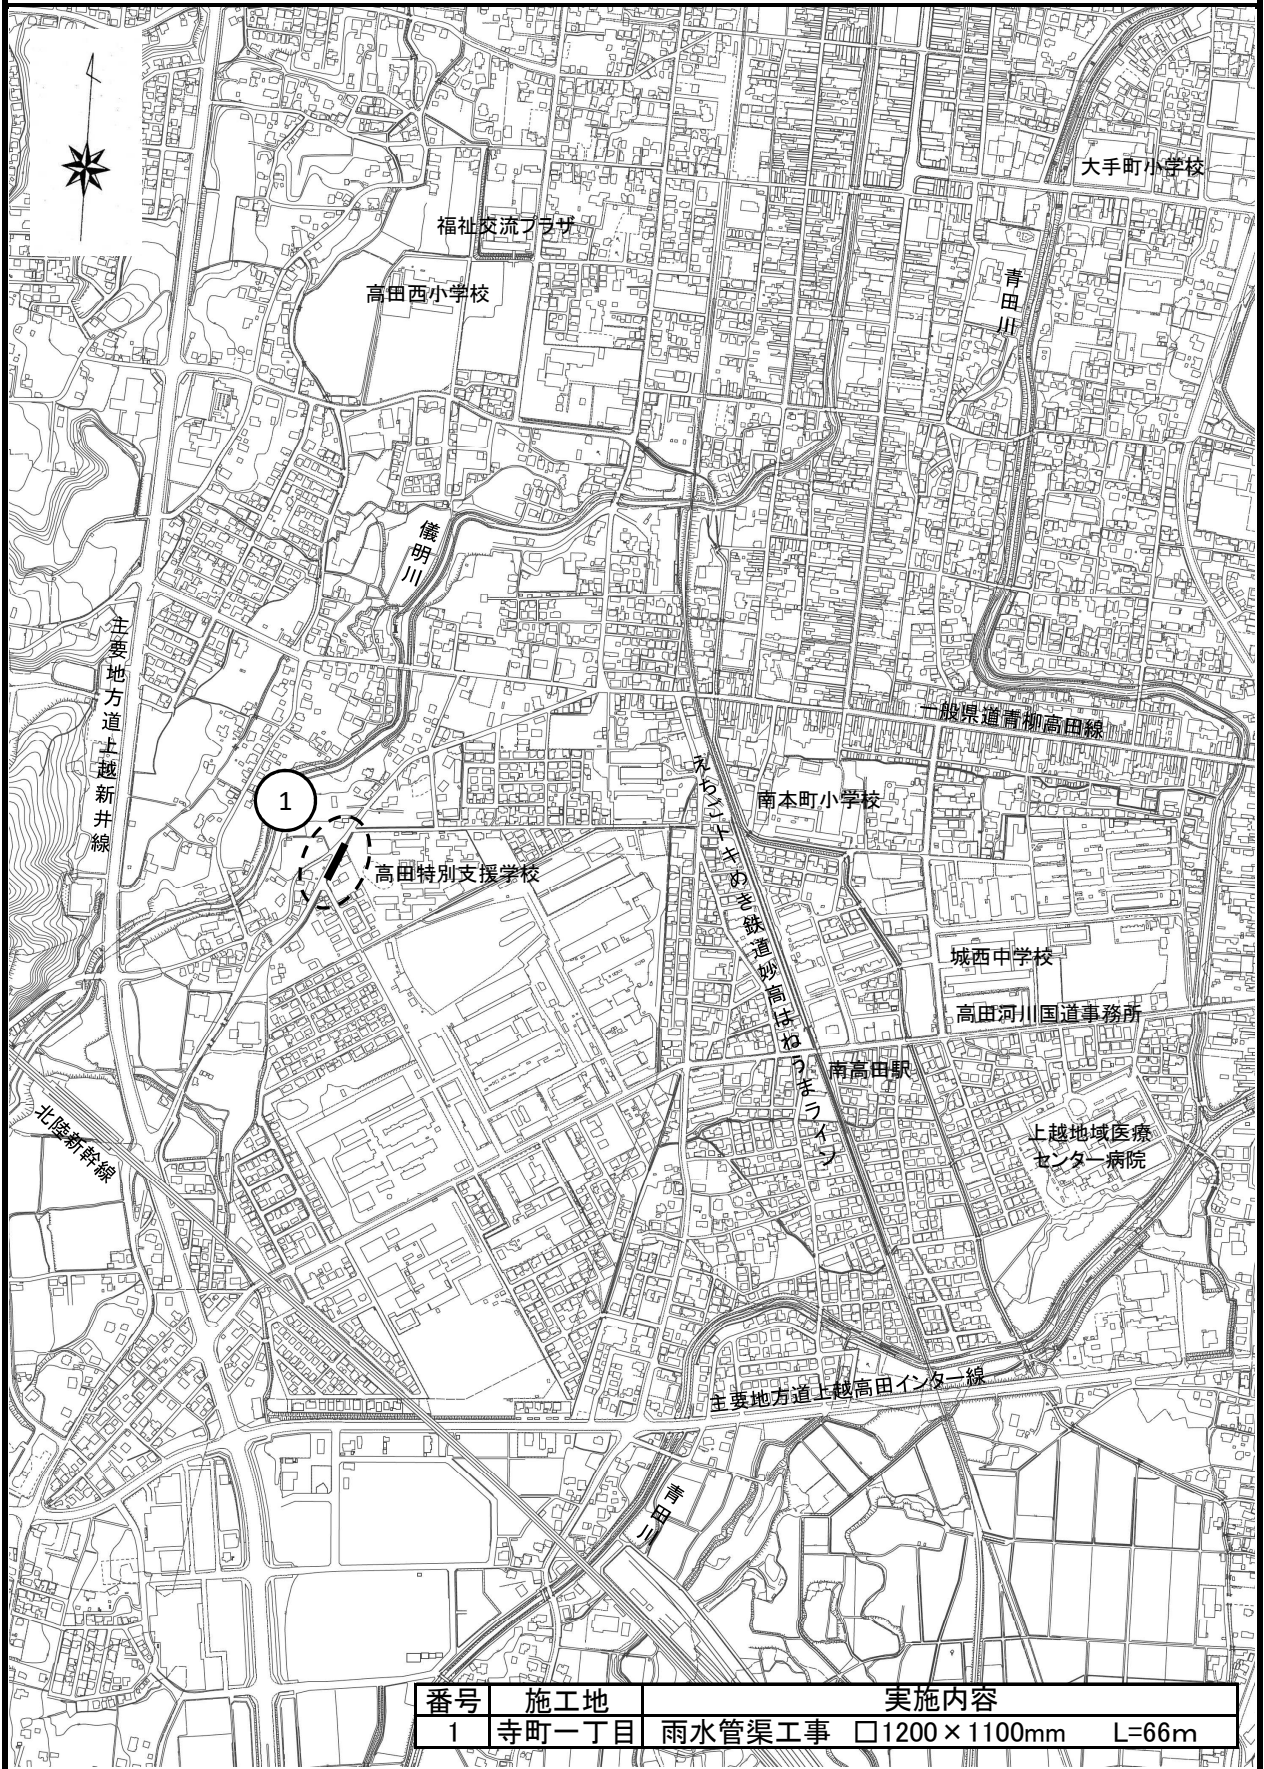 大手町小学校
福祉交流プラザ
青田川
高田西小学校
儀明川
主要地方道上越新井線
一般県道青柳高田線
えちごトキめき鉄道妙高はねうまライン
1
南本町小学校
高田特別支援学校
城西中学校
高田河川国道事務所
南高田駅
北陸新幹線
上越地域医療
センター病院
主要地方道上越高田インター線
青田川
番号 施工地 実施内容
1 寺町一丁目 雨水管渠工事 □1200×1100mm L=66m